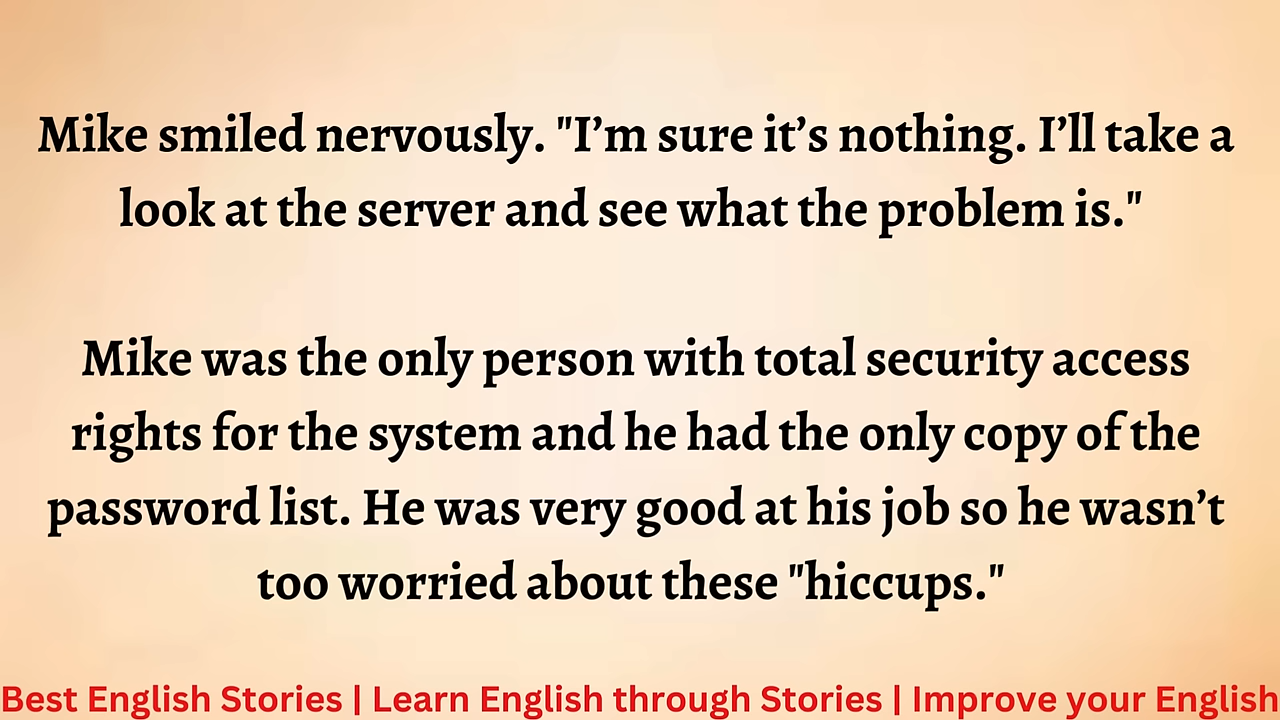 Mike smiled nervously. "I’m sure it’s nothing. I’ll take a
look at the server and see what the problem is."
Mike was the only person with total security access
rights for the system and he had the only copy of the
password list. He was very good at his job so he wasn’t
too worried about these "hiccups."
Best English Stories | Learn English through Stories | Improve your English